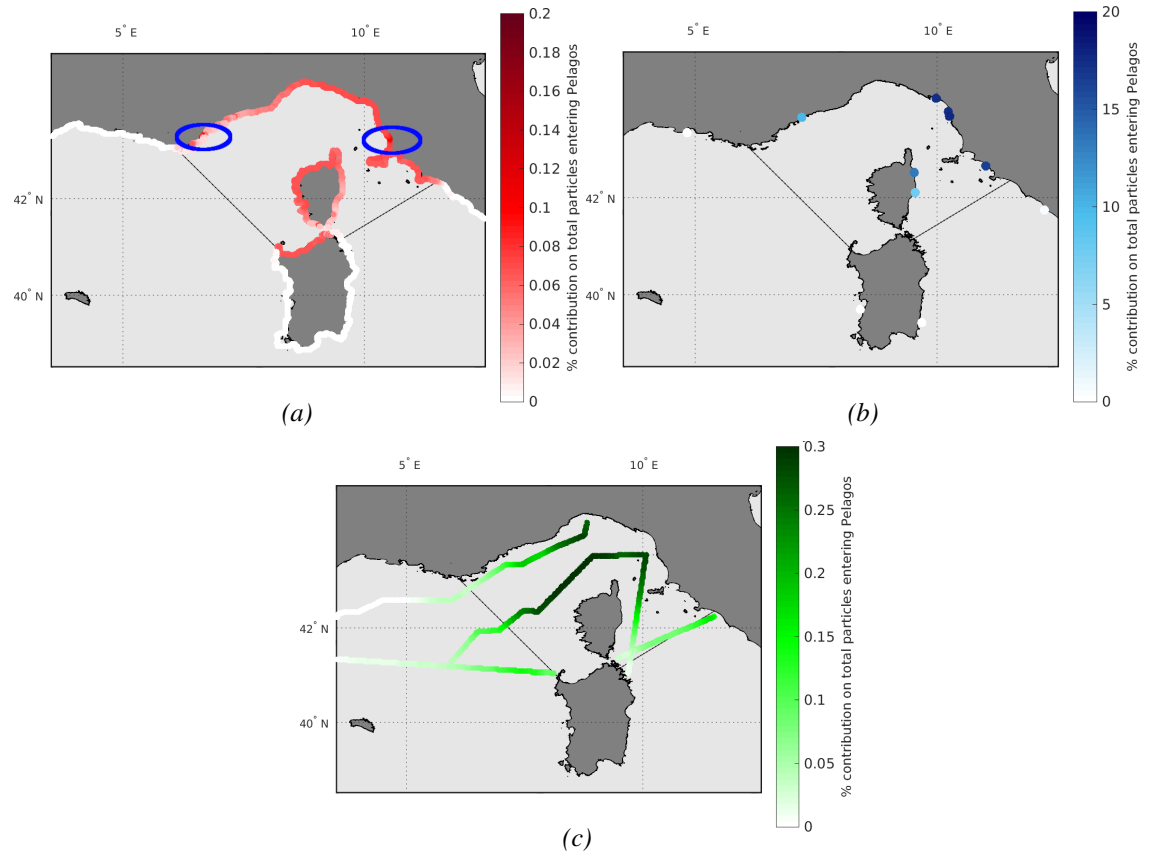 5° E
10° E
42° N
40° N
0.2
0.18
0.16
0.14
0.12
0.1
0.08
0.06
0.04
0.02
0
% contribution on total particles entering Pelagos
(a)
5° E
10° E
42° N
40° N
20
15
10
5
0
% contribution on total particles entering Pelagos
(b)
5° E
10° E
42° N
40° N
0.3
0.25
0.2
0.15
0.1
0.05
0
% contribution on total particles entering Pelagos
(c)